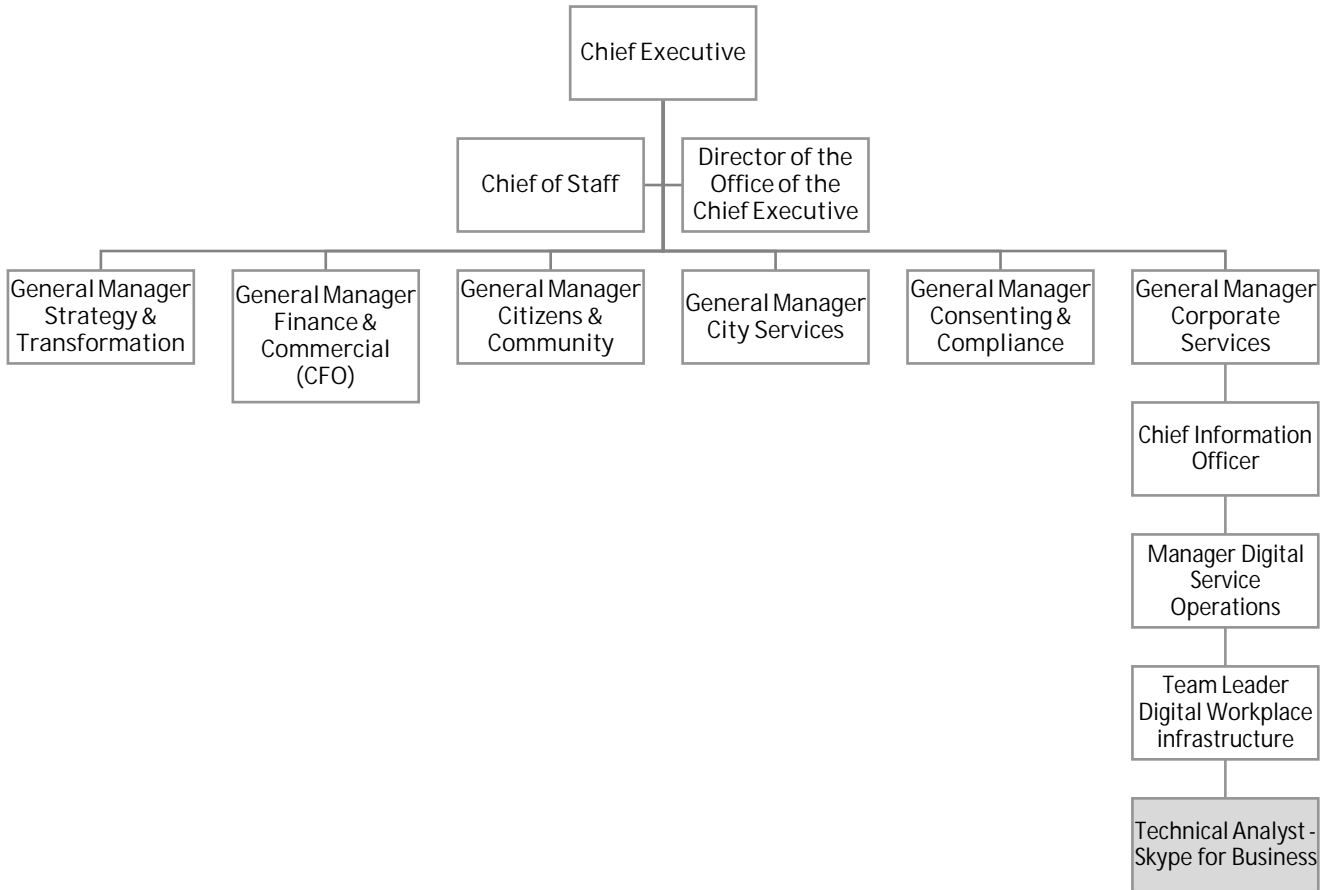 Chief Executive
Chief of Staff
Director of the
Office of the
Chief Executive
General Manager
Strategy &
Transformation
General Manager
Finance &
Commercial
(CFO)
General Manager
Citizens &
Community
General Manager
City Services
General Manager
Consenting &
Compliance
General Manager
Corporate
Services
Chief Information
Officer
Manager Digital
Service
Operations
Team Leader
Digital Workplace
infrastructure
Technical Analyst -
Skype for Business